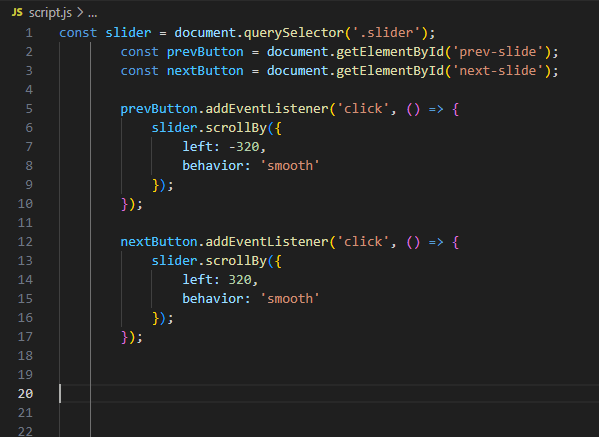 JS script.js > ...
1 const slider = document.querySelector('.slider');
2 const prevButton = document.getElementById('prev-slide');
3 const nextButton = document.getElementById('next-slide');
4
5 prevButton.addEventListener('click', () => {
6 slider.scrollBy({
7 left: -320,
8 behavior: 'smooth'
9 });
10 });
11
12 nextButton.addEventListener('click', () => {
13 slider.scrollBy({
14 left: 320,
15 behavior: 'smooth'
16 });
17 });
18
19
20
21
22